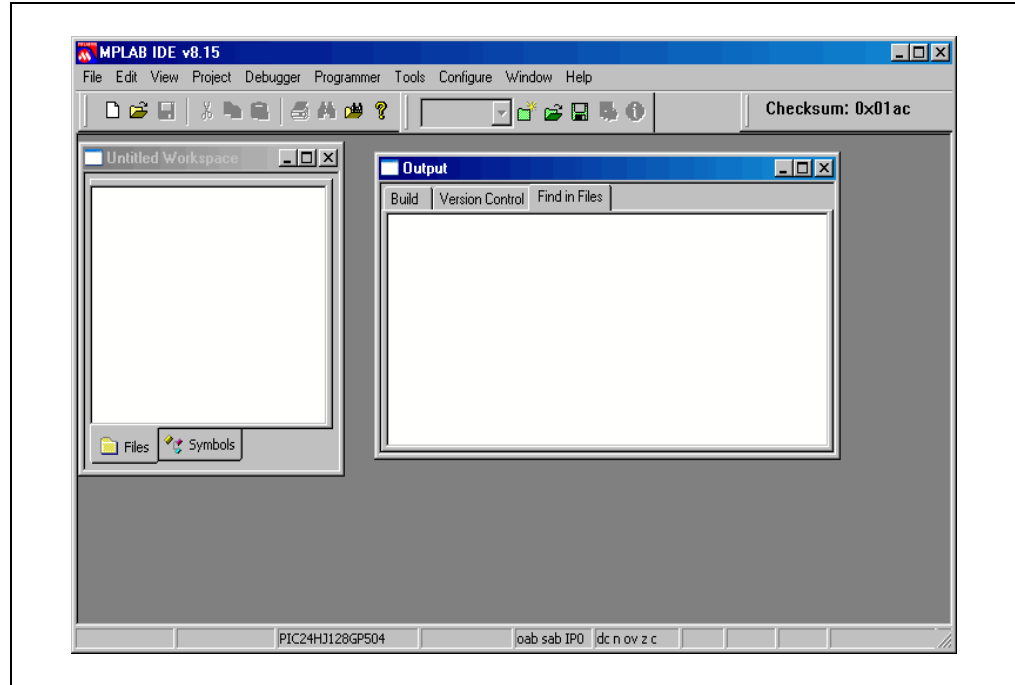 MPLAB IDE v8.15
File Edit View Project Debugger Programmer Tools Configure Window Help
Checksum: 0x01ac
Untitled Workspace
Output
Build Version Control Find in Files
Files Symbols
PIC24HJ128GP504 oab sab IP0 dc n ov z c